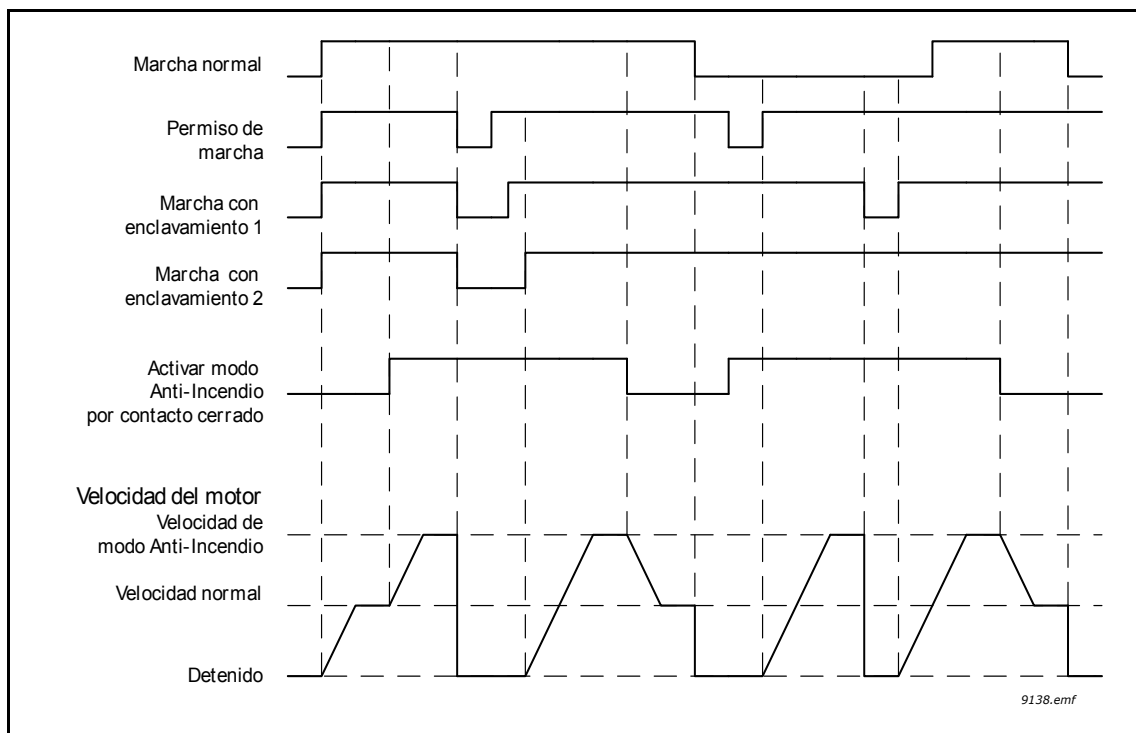 Marcha normal
Permiso de
marcha
Marcha con
enclavamiento 1
Marcha con
enclavamiento 2
Activar modo
Anti-Incendio
por contacto cerrado
Velocidad del motor
Velocidad de
modo Anti-Incendio
Velocidad normal
Detenido
9138.emf